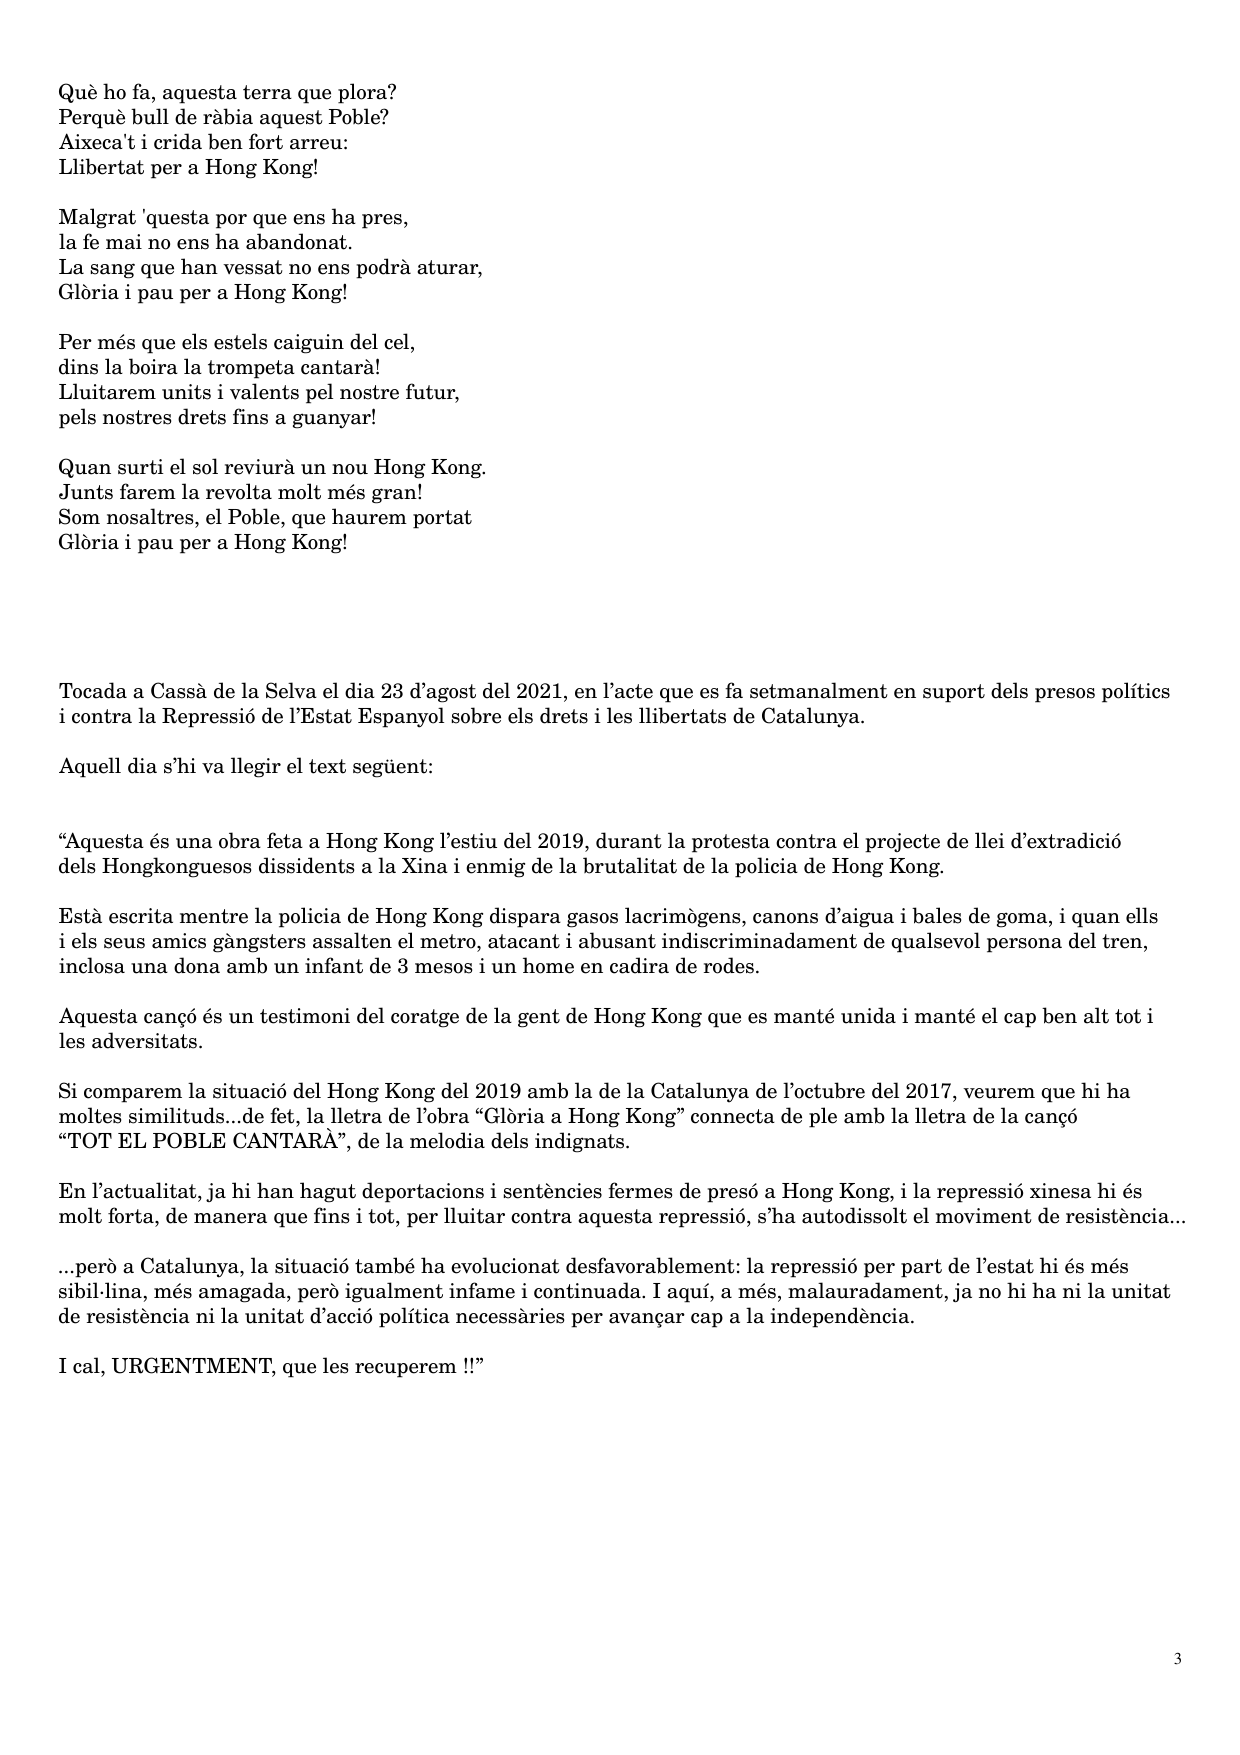 Què ho fa, aquesta terra que plora?
Perquè bull de ràbia aquest Poble?
Aixeca't i crida ben fort arreu:
Llibertat per a Hong Kong!
Malgrat 'questa por que ens ha pres,
la fe mai no ens ha abandonat.
La sang que han vessat no ens podrà aturar,
Glòria i pau per a Hong Kong!
Per més que els estels caiguin del cel,
dins la boira la trompeta cantarà!
Lluitarem units i valents pel nostre futur,
pels nostres drets fins a guanyar!
Quan surti el sol reviurà un nou Hong Kong.
Junts farem la revolta molt més gran!
Som nosaltres, el Poble, que haurem portat
Glòria i pau per a Hong Kong!
Tocada a Cassà de la Selva el dia 23 d’agost del 2021, en l’acte que es fa setmanalment en suport dels presos polítics
i contra la Repressió de l’Estat Espanyol sobre els drets i les llibertats de Catalunya.
Aquell dia s’hi va llegir el text següent:
“Aquesta és una obra feta a Hong Kong l’estiu del 2019, durant la protesta contra el projecte de llei d’extradició
dels Hongkonguesos dissidents a la Xina i enmig de la brutalitat de la policia de Hong Kong.
Està escrita mentre la policia de Hong Kong dispara gasos lacrimògens, canons d’aigua i bales de goma, i quan ells
i els seus amics gàngsters assalten el metro, atacant i abusant indiscriminadament de qualsevol persona del tren,
inclosa una dona amb un infant de 3 mesos i un home en cadira de rodes.
Aquesta cançó és un testimoni del coratge de la gent de Hong Kong que es manté unida i manté el cap ben alt tot i
les adversitats.
Si comparem la situació del Hong Kong del 2019 amb la de la Catalunya de l’octubre del 2017, veurem que hi ha
moltes similituds...de fet, la lletra de l’obra “Glòria a Hong Kong” connecta de ple amb la lletra de la cançó
“TOT EL POBLE CANTARÀ”, de la melodia dels indignats.
En l’actualitat, ja hi han hagut deportacions i sentències fermes de presó a Hong Kong, i la repressió xinesa hi és
molt forta, de manera que fins i tot, per lluitar contra aquesta repressió, s’ha autodissolt el moviment de resistència...
...però a Catalunya, la situació també ha evolucionat desfavorablement: la repressió per part de l’estat hi és més
sibil·lina, més amagada, però igualment infame i continuada. I aquí, a més, malauradament, ja no hi ha ni la unitat
de resistència ni la unitat d’acció política necessàries per avançar cap a la independència.
I cal, URGENTMENT, que les recuperem !!”
3